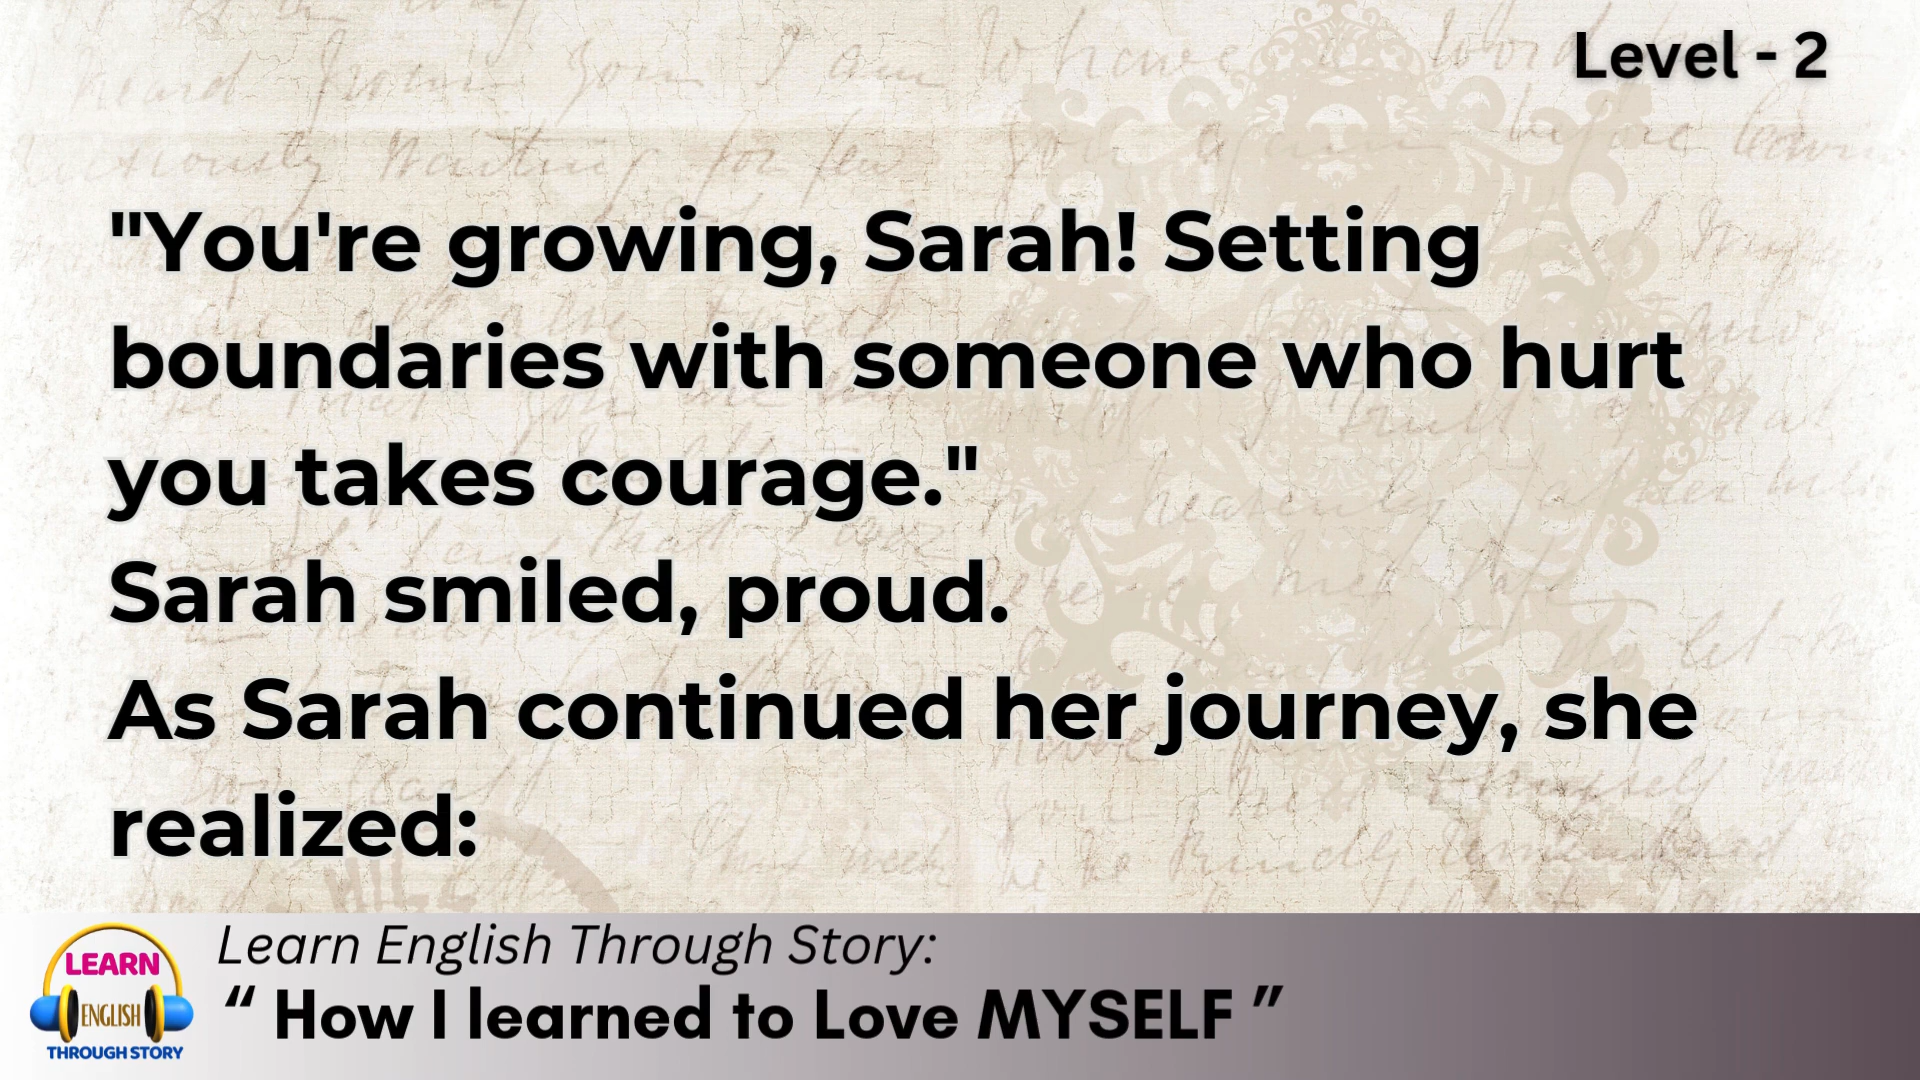 Level - 2
"You're growing, Sarah! Setting
boundaries with someone who hurt
you takes courage."
Sarah smiled, proud.
As Sarah continued her journey, she
realized:
Learn English Through Story:
“ How I learned to Love MYSELF ”
LEARN
ENGLISH
THROUGH STORY